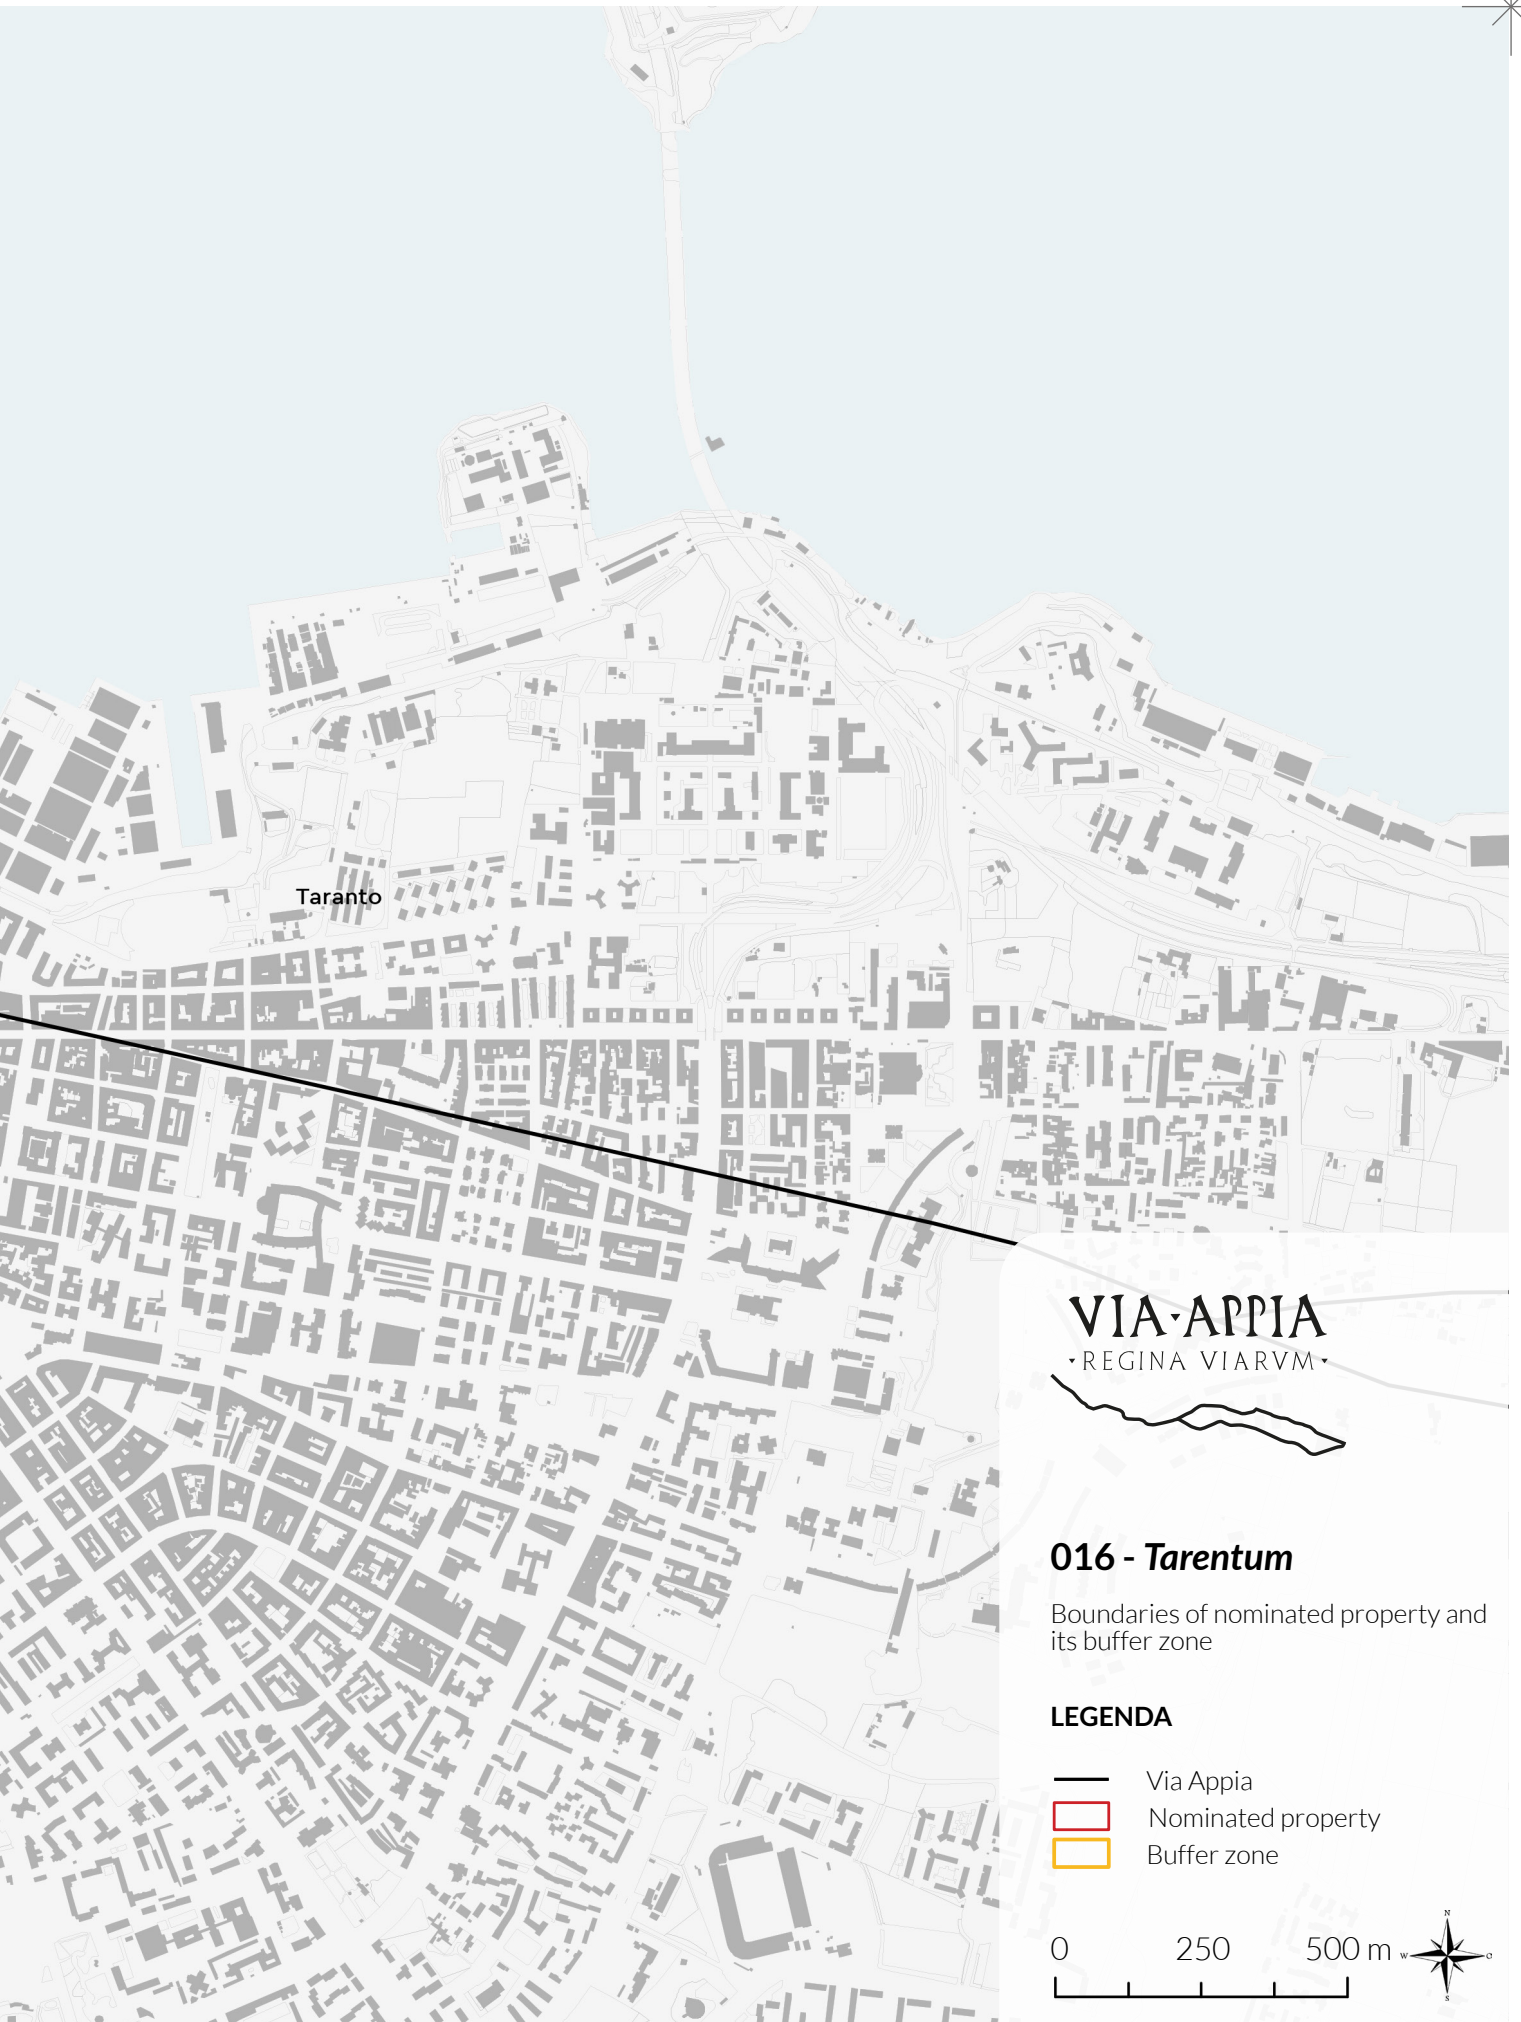 Taranto
VIA·APPIA
·REGINA VIARVM·
016 - Tarentum
Boundaries of nominated property and
its buffer zone
LEGENDA
Via Appia
Nominated property
Buffer zone
0 250 500 m
N
W O
S